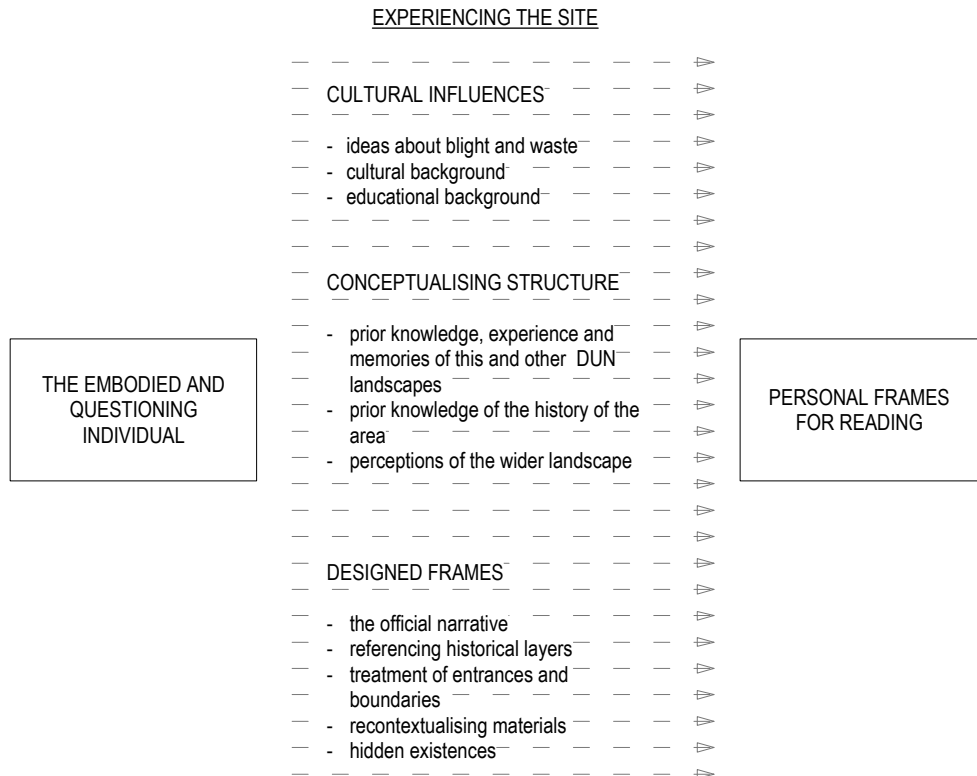 EXPERIENCING THE SITE
CULTURAL INFLUENCES
- ideas about blight and waste
- cultural background
- educational background
CONCEPTUALISING STRUCTURE
- prior knowledge, experience and
memories of this and other DUN
landscapes
- prior knowledge of the history of the
area
- perceptions of the wider landscape
THE EMBODIED AND
QUESTIONING
INDIVIDUAL
PERSONAL FRAMES
FOR READING
DESIGNED FRAMES
- the official narrative
- referencing historical layers
- treatment of entrances and
boundaries
- recontextualising materials
- hidden existences